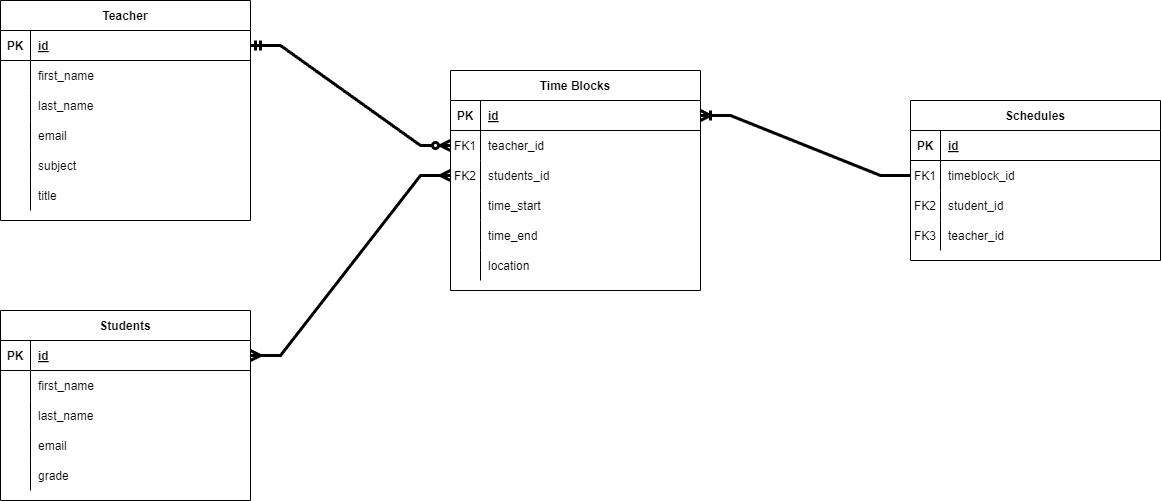 Teacher
PK id
first_name
last_name
email
subject
title
Time Blocks
PK id
FK1 teacher_id
FK2 students_id
time_start
time_end
location
Schedules
PK id
FK1 timeblock_id
FK2 student_id
FK3 teacher_id
Students
PK id
first_name
last_name
email
grade